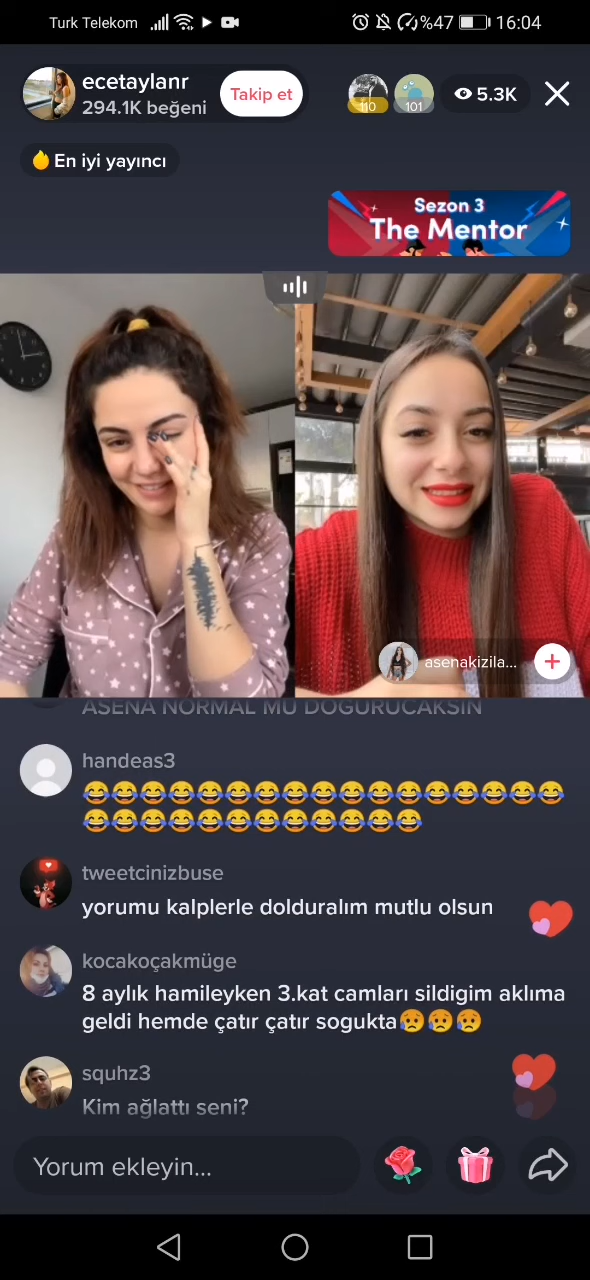 Turk Telekom
%47
16:04
ecetaylanr
294.1K beğeni
Takip et
110
101
5.3K
En iyi yayıncı
Sezon 3
The Mentor
asenakizila...
ASENA NORMAL MU DOGURUCAKSIN
handeas3
😂😂😂😂😂😂😂😂😂😂😂😂😂😂😂😂😂
😂😂😂😂😂😂😂😂😂😂😂😂
tweetcinizbuse
yorumu kalplerle dolduralım mutlu olsun
kocakoçakmüge
8 aylık hamileyken 3.kat camları sildigim aklıma
geldi hemde çatır çatır sogukta😥😥😥
squhz3
Kim ağlattı seni?
Yorum ekleyin...